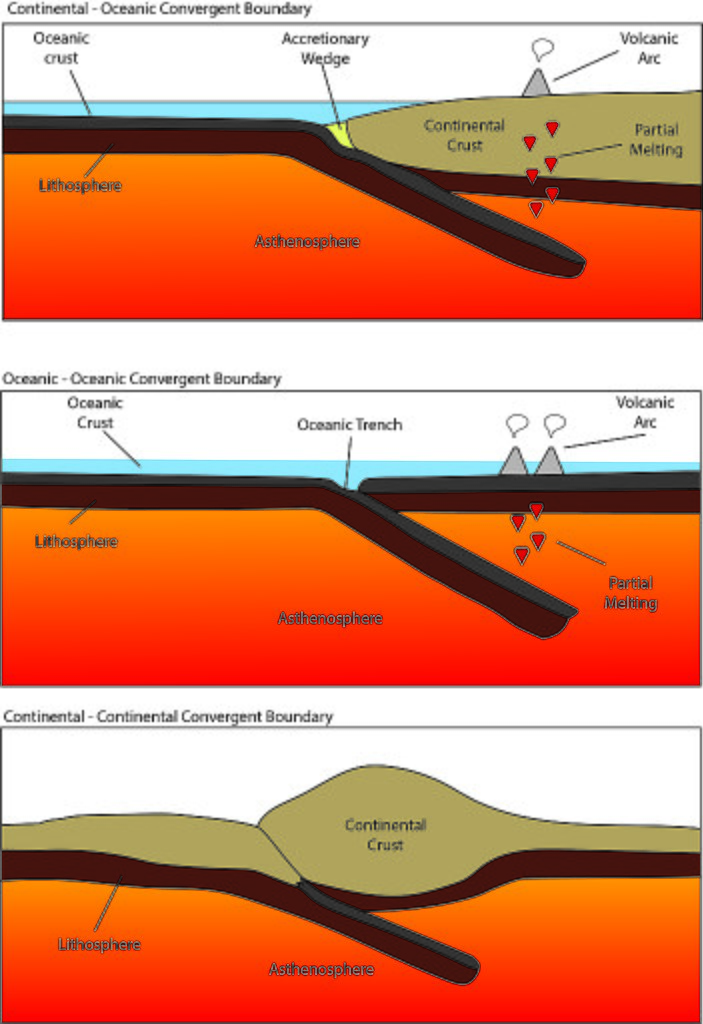 Continental - Oceanic Convergent Boundary
Oceanic
crust
Accretionary
Wedge
Volcanic
Arc
Continental
Crust
Partial
Melting
Lithosphere
Asthenosphere
Oceanic - Oceanic Convergent Boundary
Oceanic
Crust
Oceanic Trench
Volcanic
Arc
Lithosphere
Partial
Melting
Asthenosphere
Continental - Continental Convergent Boundary
Continental
Crust
Lithosphere
Asthenosphere